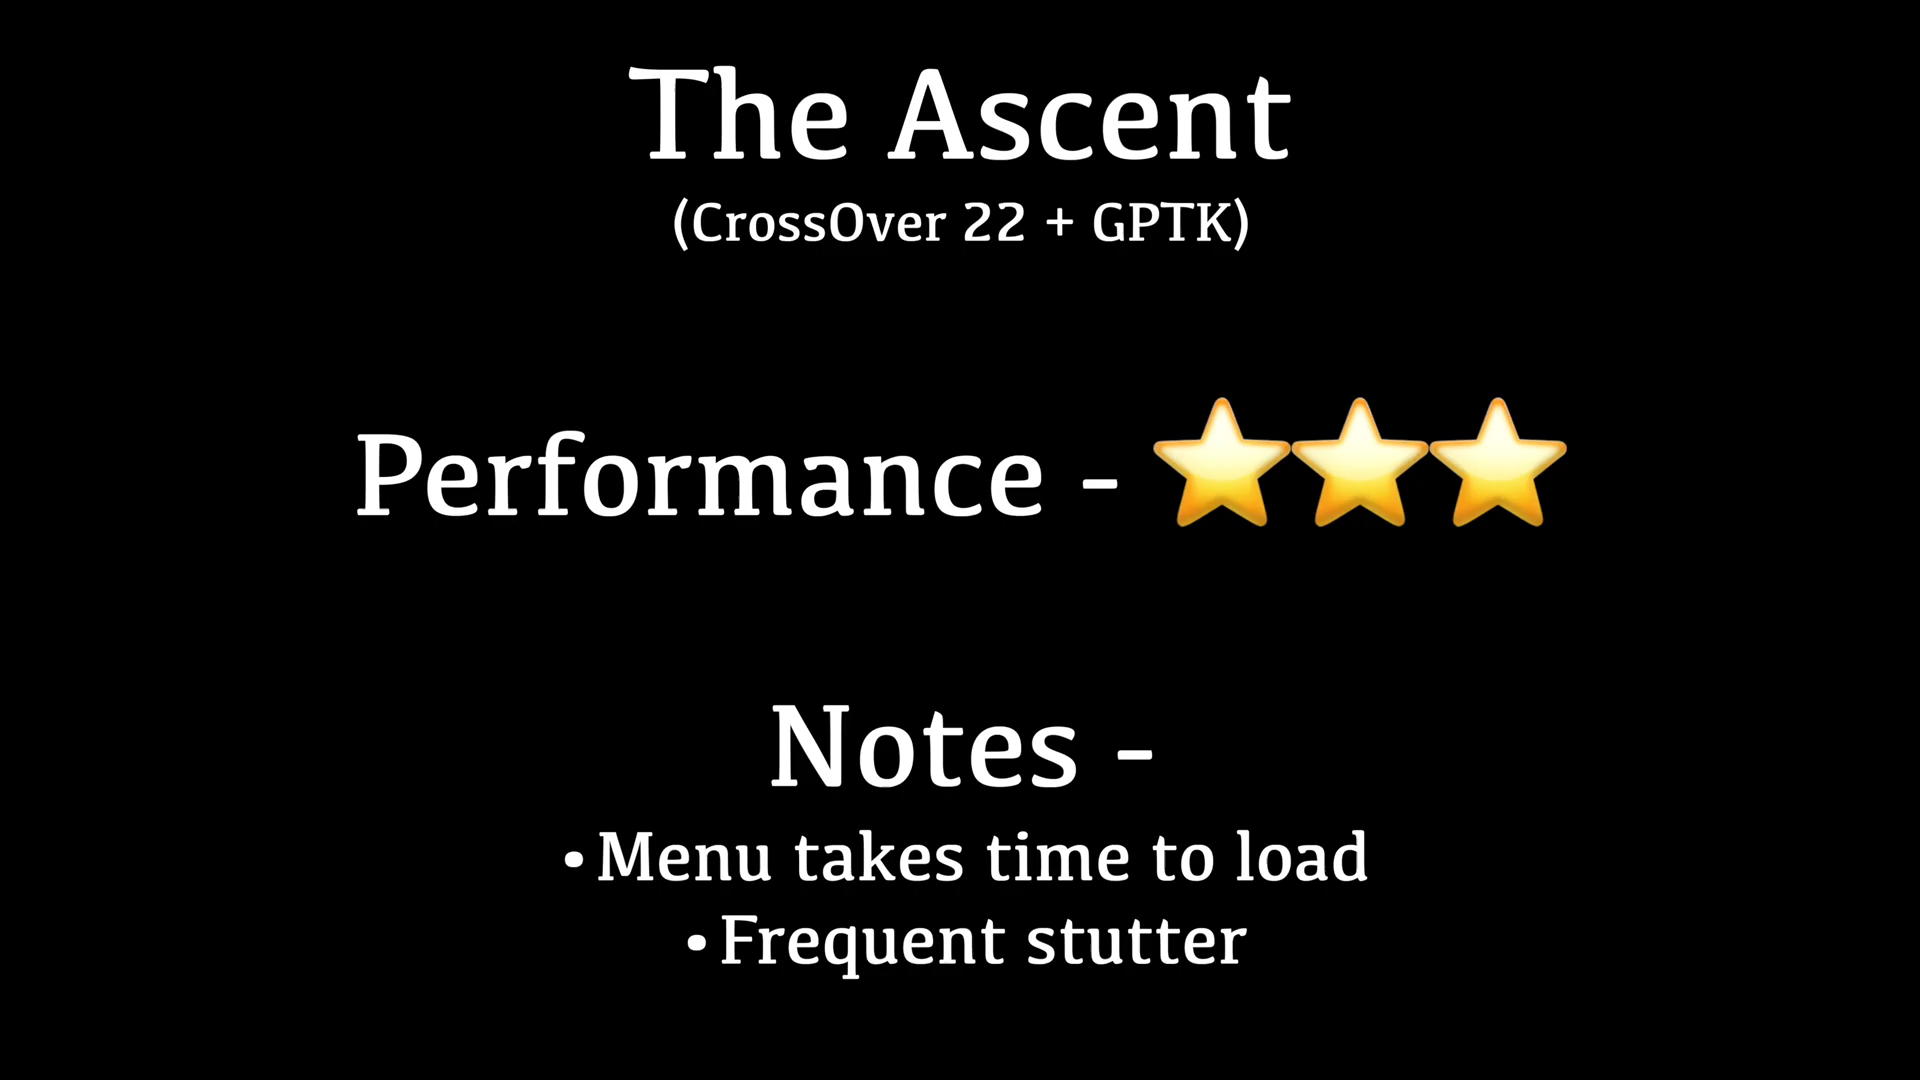 The Ascent
(CrossOver 22 + GPTK)
Performance - ⭐⭐⭐
Notes -
• Menu takes time to load
• Frequent stutter